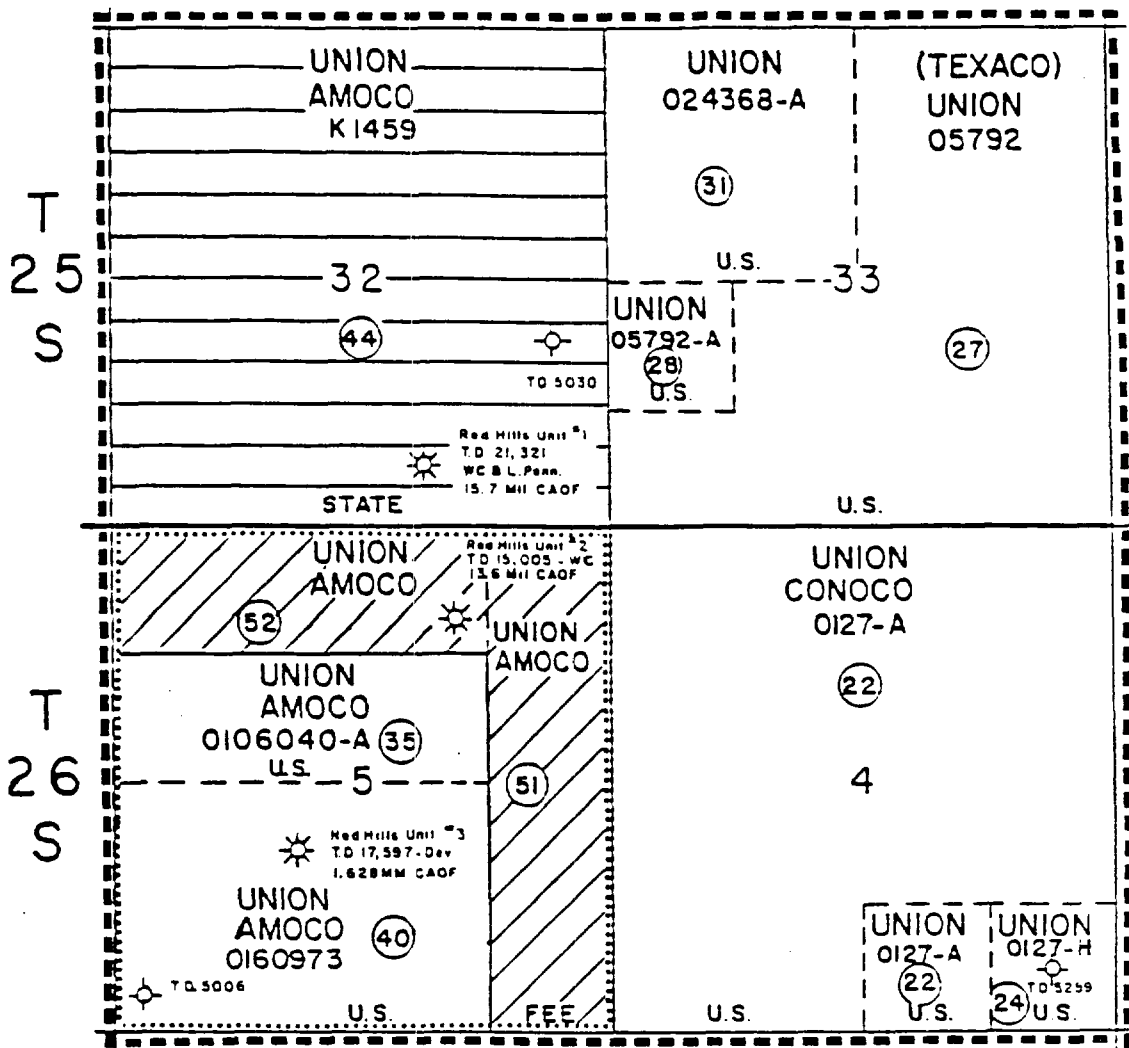 T
25
S
UNION
AMOCO
K1459
32
44
TD 5030
Red Hills Unit #1
T.D. 21,321
WC & L. Penn.
15.7 Mil CAOF
STATE
UNION
024368-A
31
U.S.
33
(TEXACO)
UNION
05792
27
UNION
05792-A
28
U.S.
U.S.
T
26
S
UNION
AMOCO
Red Hills Unit #2
TD 15,005 - WC
13.6 Mil CAOF
52
UNION
AMOCO
51
FEE
UNION
AMOCO
0106040-A 35
U.S.
5
Red Hills Unit #3
T.D 17,597-Dev
1.628MM CAOF
UNION
AMOCO
0160973
40
T.D. 5006
U.S.
UNION
CONOCO
0127-A
22
4
U.S.
UNION
0127-A
22
U.S.
UNION
0127-H
TD 5259
24
U.S.